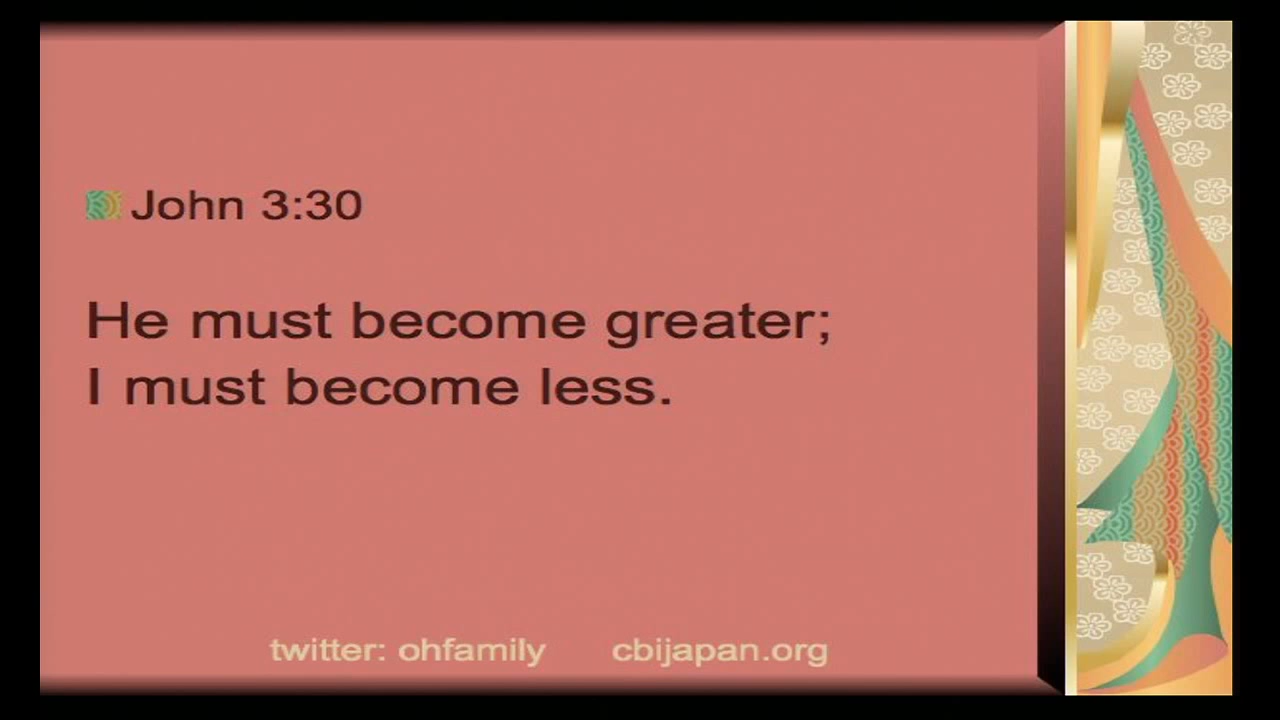 John 3:30
He must become greater;
I must become less.
twitter: ohfamily cbijapan.org